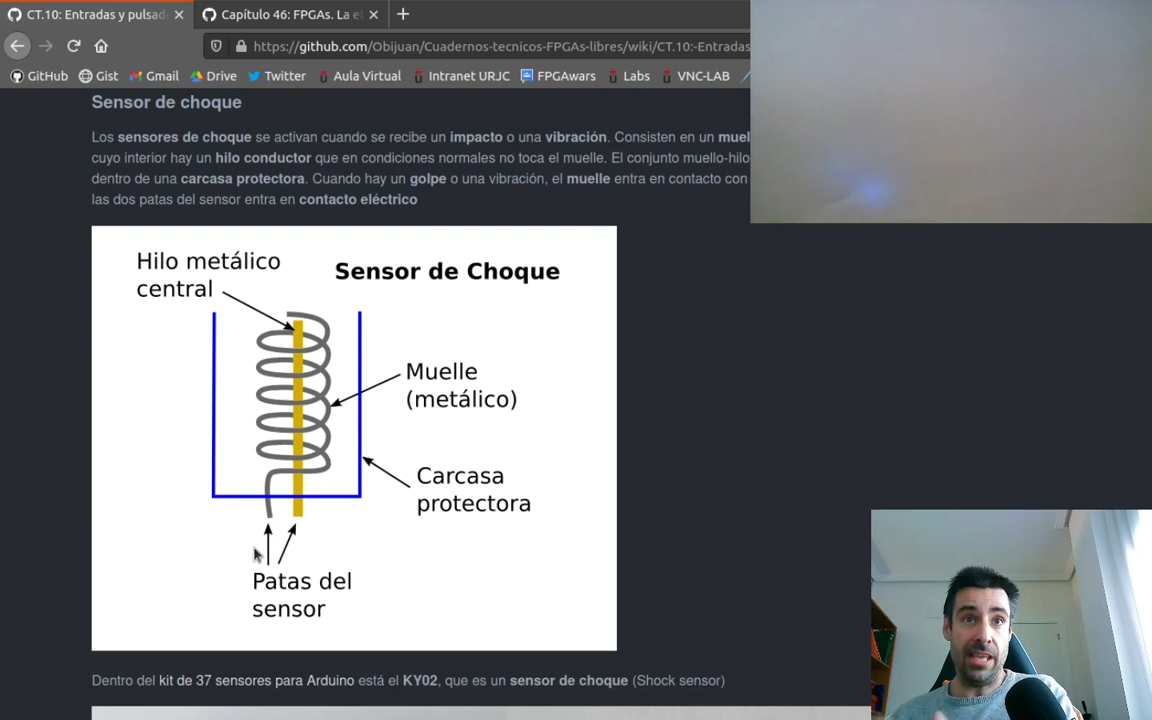 CT.10: Entradas y pulsad
Capítulo 46: FPGAs. La e
https://github.com/Obijuan/Cuadernos-tecnicos-FPGAs-libres/wiki/CT.10:-Entradas
GitHub Gist Gmail Drive Twitter Aula Virtual Intranet URJC FPGAwars Labs VNC-LAB
Sensor de choque
Los sensores de choque se activan cuando se recibe un impacto o una vibración. Consisten en un muel
cuyo interior hay un hilo conductor que en condiciones normales no toca el muelle. El conjunto muello-hilo
dentro de una carcasa protectora. Cuando hay un golpe o una vibración, el muelle entra en contacto con
las dos patas del sensor entra en contacto eléctrico
Hilo metálico
central
Sensor de Choque
Muelle
(metálico)
Carcasa
protectora
Patas del
sensor
Dentro del kit de 37 sensores para Arduino está el KY02, que es un sensor de choque (Shock sensor)